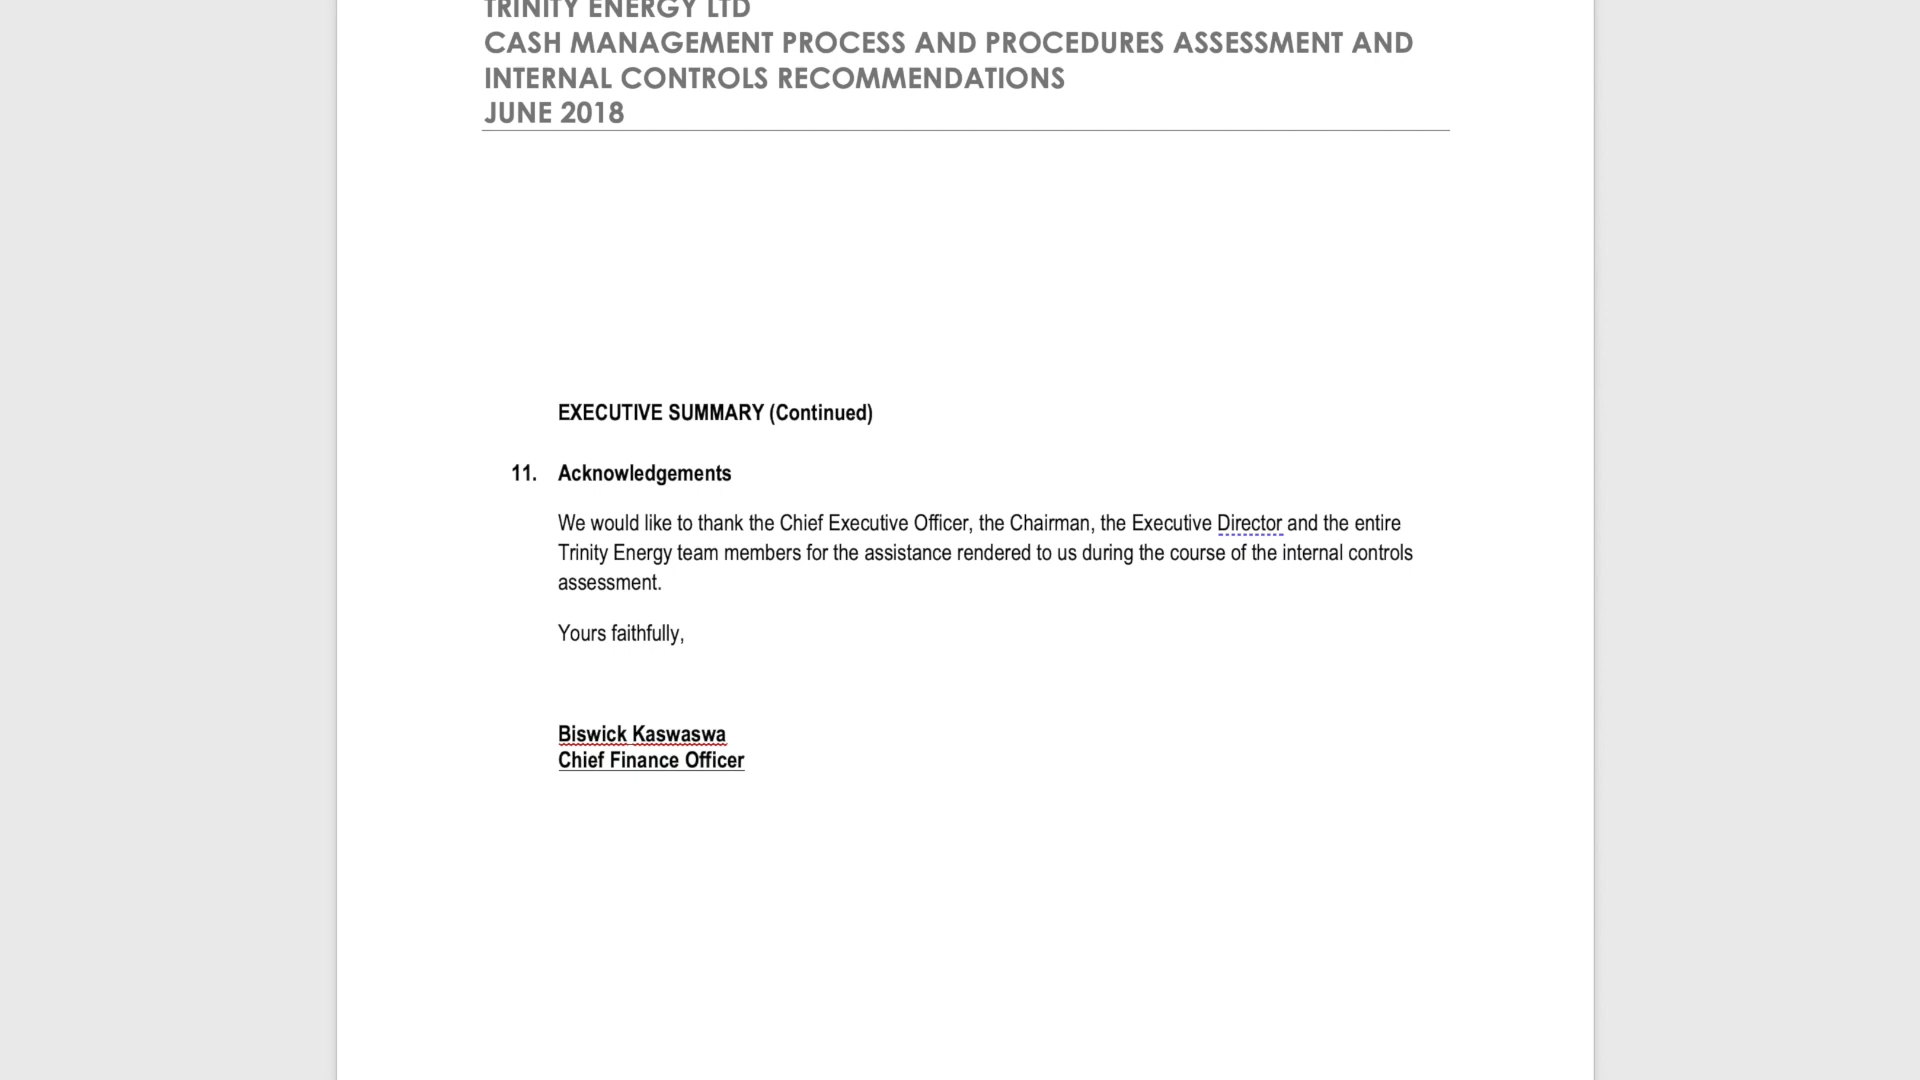 TRINITY ENERGY LTD
CASH MANAGEMENT PROCESS AND PROCEDURES ASSESSMENT AND
INTERNAL CONTROLS RECOMMENDATIONS
JUNE 2018
EXECUTIVE SUMMARY (Continued)
11. Acknowledgements
We would like to thank the Chief Executive Officer, the Chairman, the Executive Director and the entire
Trinity Energy team members for the assistance rendered to us during the course of the internal controls
assessment.
Yours faithfully,
Biswick Kaswaswa
Chief Finance Officer